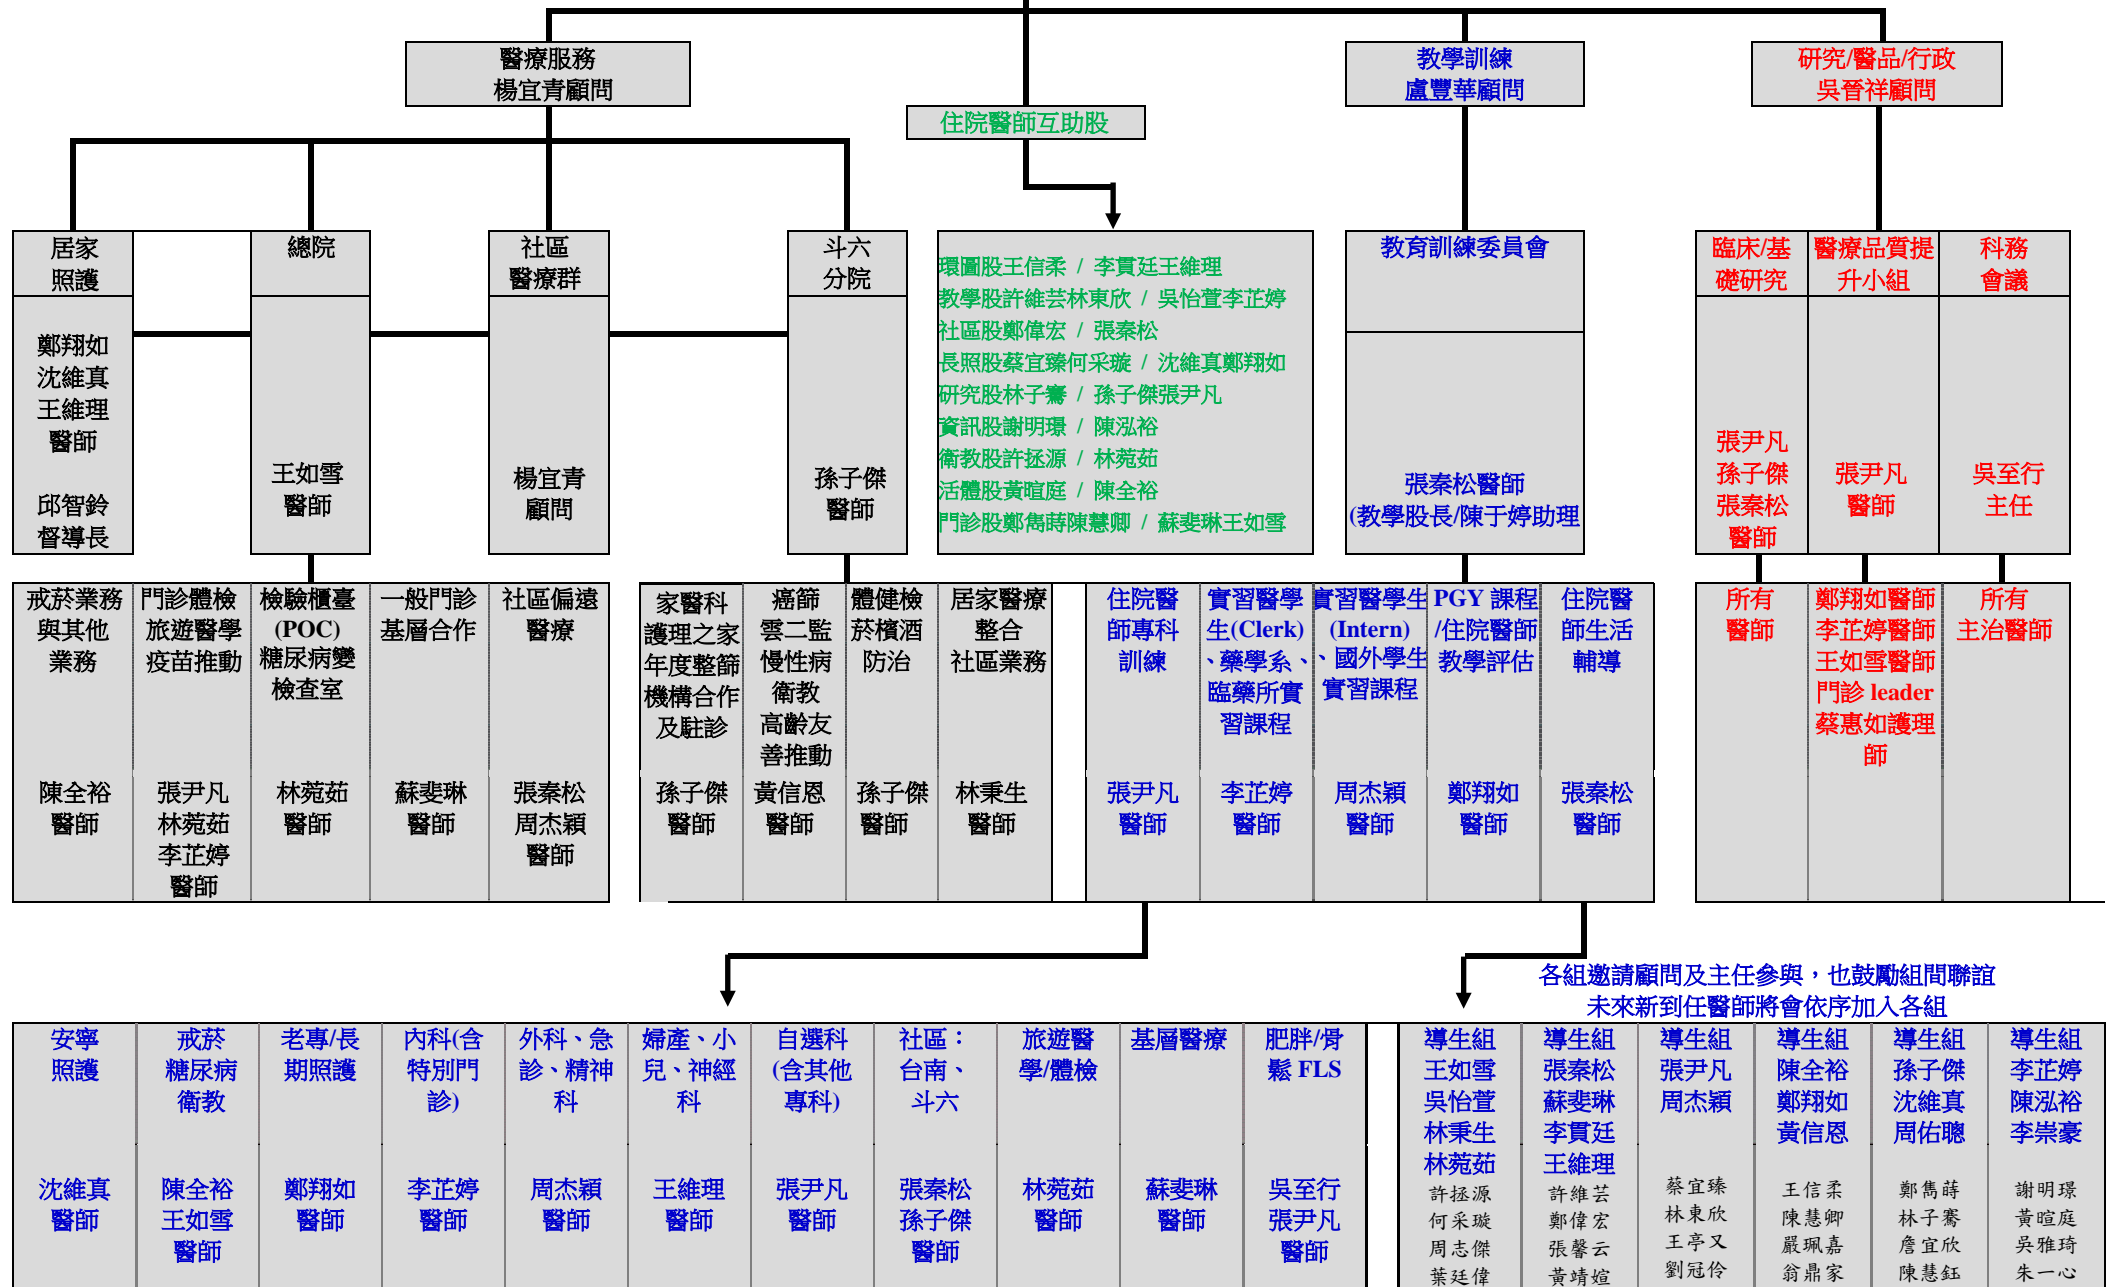 醫療服務
楊宜青顧問
教學訓練
盧豐華顧問
研究/醫品/行政
吳晉祥顧問
住院醫師互助股
居家
照護
總院
社區
醫療群
斗六
分院
鄭翔如
沈維真
王維理
醫師
邱智鈴
督導長
王如雪
醫師
楊宜青
顧問
孫子傑
醫師
環圖股王信柔 / 李貫廷王維理
教學股許維芸林東欣 / 吳怡萱李芷婷
社區股鄭偉宏 / 張秦松
長照股蔡宜臻何采璇 / 沈維真鄭翔如
研究股林子騫 / 孫子傑張尹凡
資訊股謝明璟 / 陳泓裕
衛教股許拯源 / 林菀茹
活體股黃暄庭 / 陳全裕
門診股鄭雋蒔陳慧卿 / 蘇斐琳王如雪
教育訓練委員會
張秦松醫師
(教學股長/陳于婷助理
臨床/基
礎研究
醫療品質提
升小組
科務
會議
張尹凡
孫子傑
張秦松
醫師
張尹凡
醫師
吳至行
主任
戒菸業務
與其他
業務
陳全裕
醫師
門診體檢
旅遊醫學
疫苗推動
張尹凡
林菀茹
李芷婷
醫師
檢驗櫃臺
(POC)
糖尿病變
檢查室
林菀茹
醫師
一般門診
基層合作
蘇斐琳
醫師
社區偏遠
醫療
張秦松
周杰穎
醫師
家醫科
護理之家
年度整篩
機構合作
及駐診
孫子傑
醫師
癌篩
雲二監
慢性病
衛教
高齡友
善推動
黃信恩
醫師
體健檢
菸檳酒
防治
孫子傑
醫師
居家醫療
整合
社區業務
林秉生
醫師
住院醫
師專科
訓練
張尹凡
醫師
實習醫學
生(Clerk)
、藥學系、
臨藥所實
習課程
李芷婷
醫師
實習醫學生
(Intern)
、國外學生
實習課程
周杰穎
醫師
PGY 課程
/住院醫師
教學評估
鄭翔如
醫師
住院醫
師生活
輔導
張秦松
醫師
所有
醫師
鄭翔如醫師
李芷婷醫師
王如雪醫師
門診 leader
蔡惠如護理
師
所有
主治醫師
各組邀請顧問及主任參與，也鼓勵組間聯誼
未來新到任醫師將會依序加入各組
安寧
照護
沈維真
醫師
戒菸
糖尿病
衛教
陳全裕
王如雪
醫師
老專/長
期照護
鄭翔如
醫師
內科(含
特別門
診)
李芷婷
醫師
外科、急
診、精神
科
周杰穎
醫師
婦產、小
兒、神經
科
王維理
醫師
自選科
(含其他
專科)
張尹凡
醫師
社區：
台南、
斗六
張秦松
孫子傑
醫師
旅遊醫
學/體檢
林菀茹
醫師
基層醫療
蘇斐琳
醫師
肥胖/骨
鬆 FLS
吳至行
張尹凡
醫師
導生組
王如雪
吳怡萱
林秉生
林菀茹
許拯源
何采璇
周志傑
葉廷偉
導生組
張秦松
蘇斐琳
李貫廷
王維理
許維芸
鄭偉宏
張馨云
黃靖媗
導生組
張尹凡
周杰穎
蔡宜臻
林東欣
王亭又
劉冠伶
導生組
陳全裕
鄭翔如
黃信恩
王信柔
陳慧卿
嚴珮嘉
翁鼎家
導生組
孫子傑
沈維真
周佑聰
鄭雋蒔
林子騫
詹宜欣
陳慧鈺
導生組
李芷婷
陳泓裕
李崇豪
謝明璟
黃暄庭
吳雅琦
朱一心